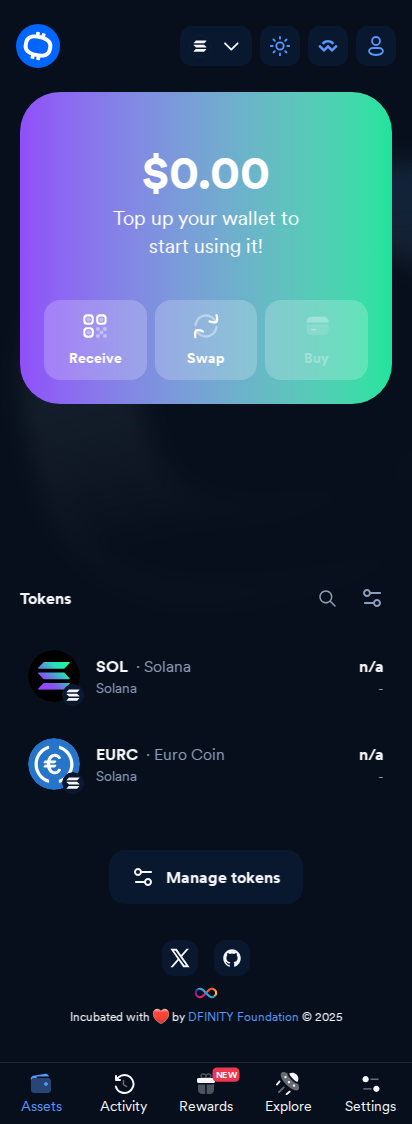 $0.00
Top up your wallet to
start using it!
Receive
Swap
Buy
Tokens
SOL · Solana
n/a
Solana
-
EURC · Euro Coin
n/a
Solana
-
Manage tokens
Incubated with ❤️ by DFINITY Foundation © 2025
NEW
Assets
Activity
Rewards
Explore
Settings